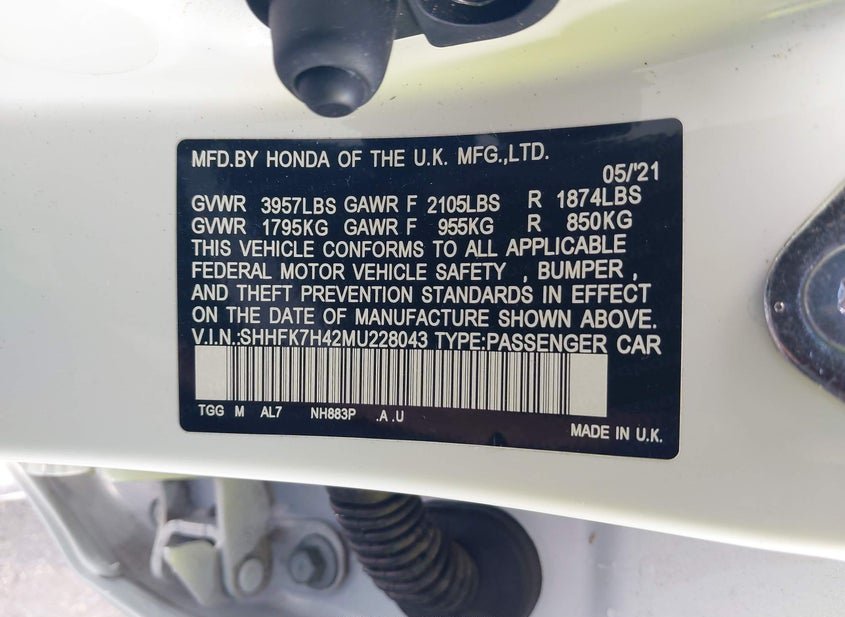 MFD.BY HONDA OF THE U.K. MFG.,LTD.
05/'21
GVWR 3957LBS GAWR F 2105LBS R 1874LBS
GVWR 1795KG GAWR F 955KG R 850KG
THIS VEHICLE CONFORMS TO ALL APPLICABLE
FEDERAL MOTOR VEHICLE SAFETY , BUMPER ,
AND THEFT PREVENTION STANDARDS IN EFFECT
ON THE DATE OF MANUFACTURE SHOWN ABOVE.
V.I.N.:SHHFK7H42MU228043 TYPE:PASSENGER CAR
TGG M AL7 NH883P .A .U
MADE IN U.K.